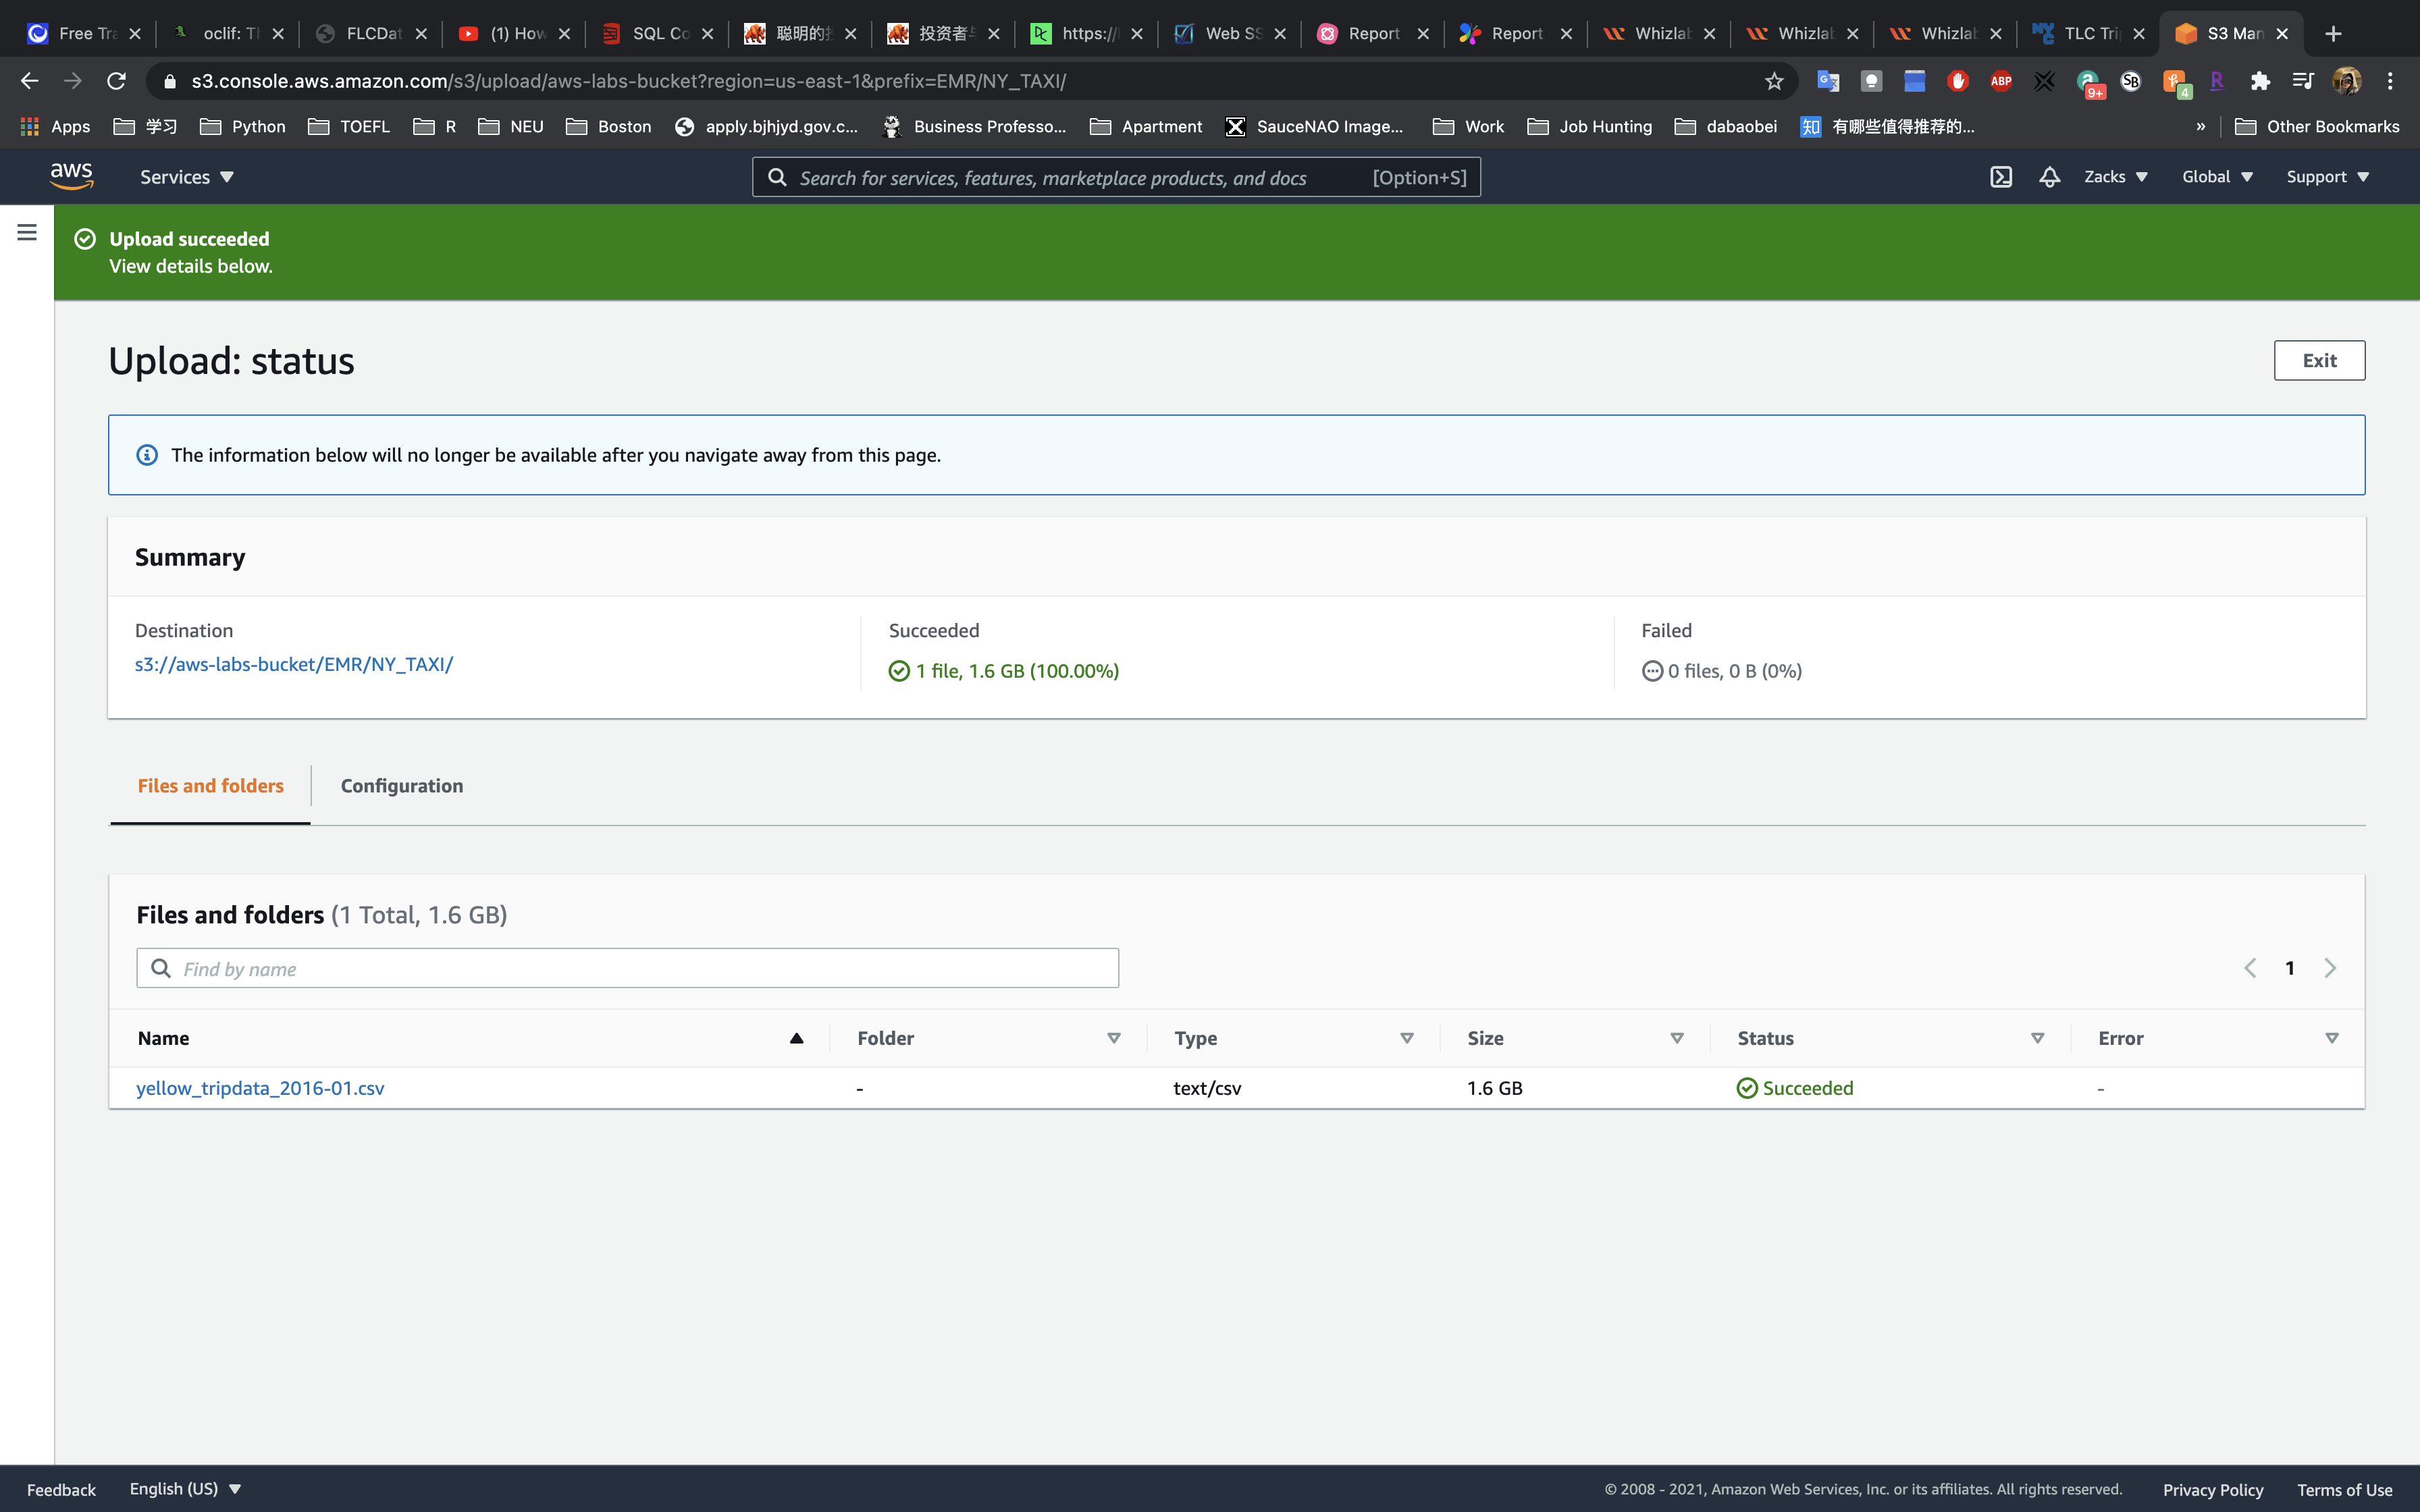 Free Tra oclif: Th FLCDat (1) How SQL Co 聪明的 投资者 https:// Web SS Report Report Whizlab Whizlab Whizlab TLC Trip S3 Man
s3.console.aws.amazon.com/s3/upload/aws-labs-bucket?region=us-east-1&prefix=EMR/NY_TAXI/ ABP 9+ SB 4 R
Apps 学习 Python TOEFL R NEU Boston apply.bjhjyd.gov.c... Business Professo... Apartment SauceNAO Image... Work Job Hunting dabaobei 知 有哪些值得推荐的... » Other Bookmarks
aws Services Search for services, features, marketplace products, and docs [Option+S] Zacks Global Support
Upload succeeded
View details below.
Upload: status Exit
The information below will no longer be available after you navigate away from this page.
Summary
Destination Succeeded Failed
s3://aws-labs-bucket/EMR/NY_TAXI/ 1 file, 1.6 GB (100.00%) 0 files, 0 B (0%)
Files and folders Configuration
Files and folders (1 Total, 1.6 GB)
Find by name 1
Name Folder Type Size Status Error
yellow_tripdata_2016-01.csv - text/csv 1.6 GB Succeeded -
Feedback English (US) © 2008 - 2021, Amazon Web Services, Inc. or its affiliates. All rights reserved. Privacy Policy Terms of Use